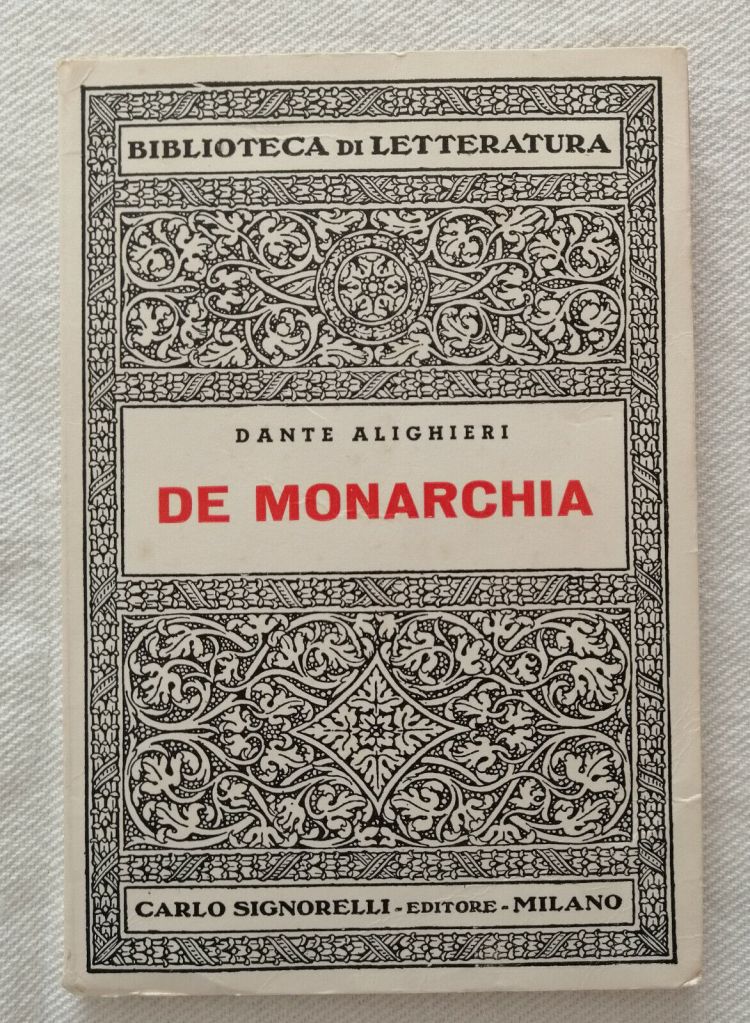 BIBLIOTECA DI LETTERATURA
DANTE ALIGHIERI
DE MONARCHIA
CARLO SIGNORELLI - EDITORE - MILANO